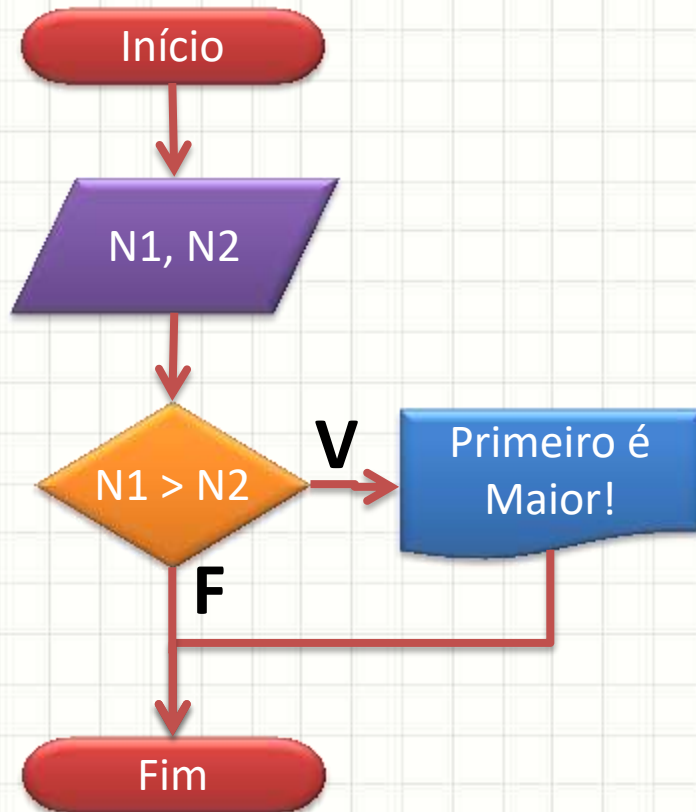 Início
N1, N2
N1 > N2
V
Primeiro é
Maior!
F
Fim